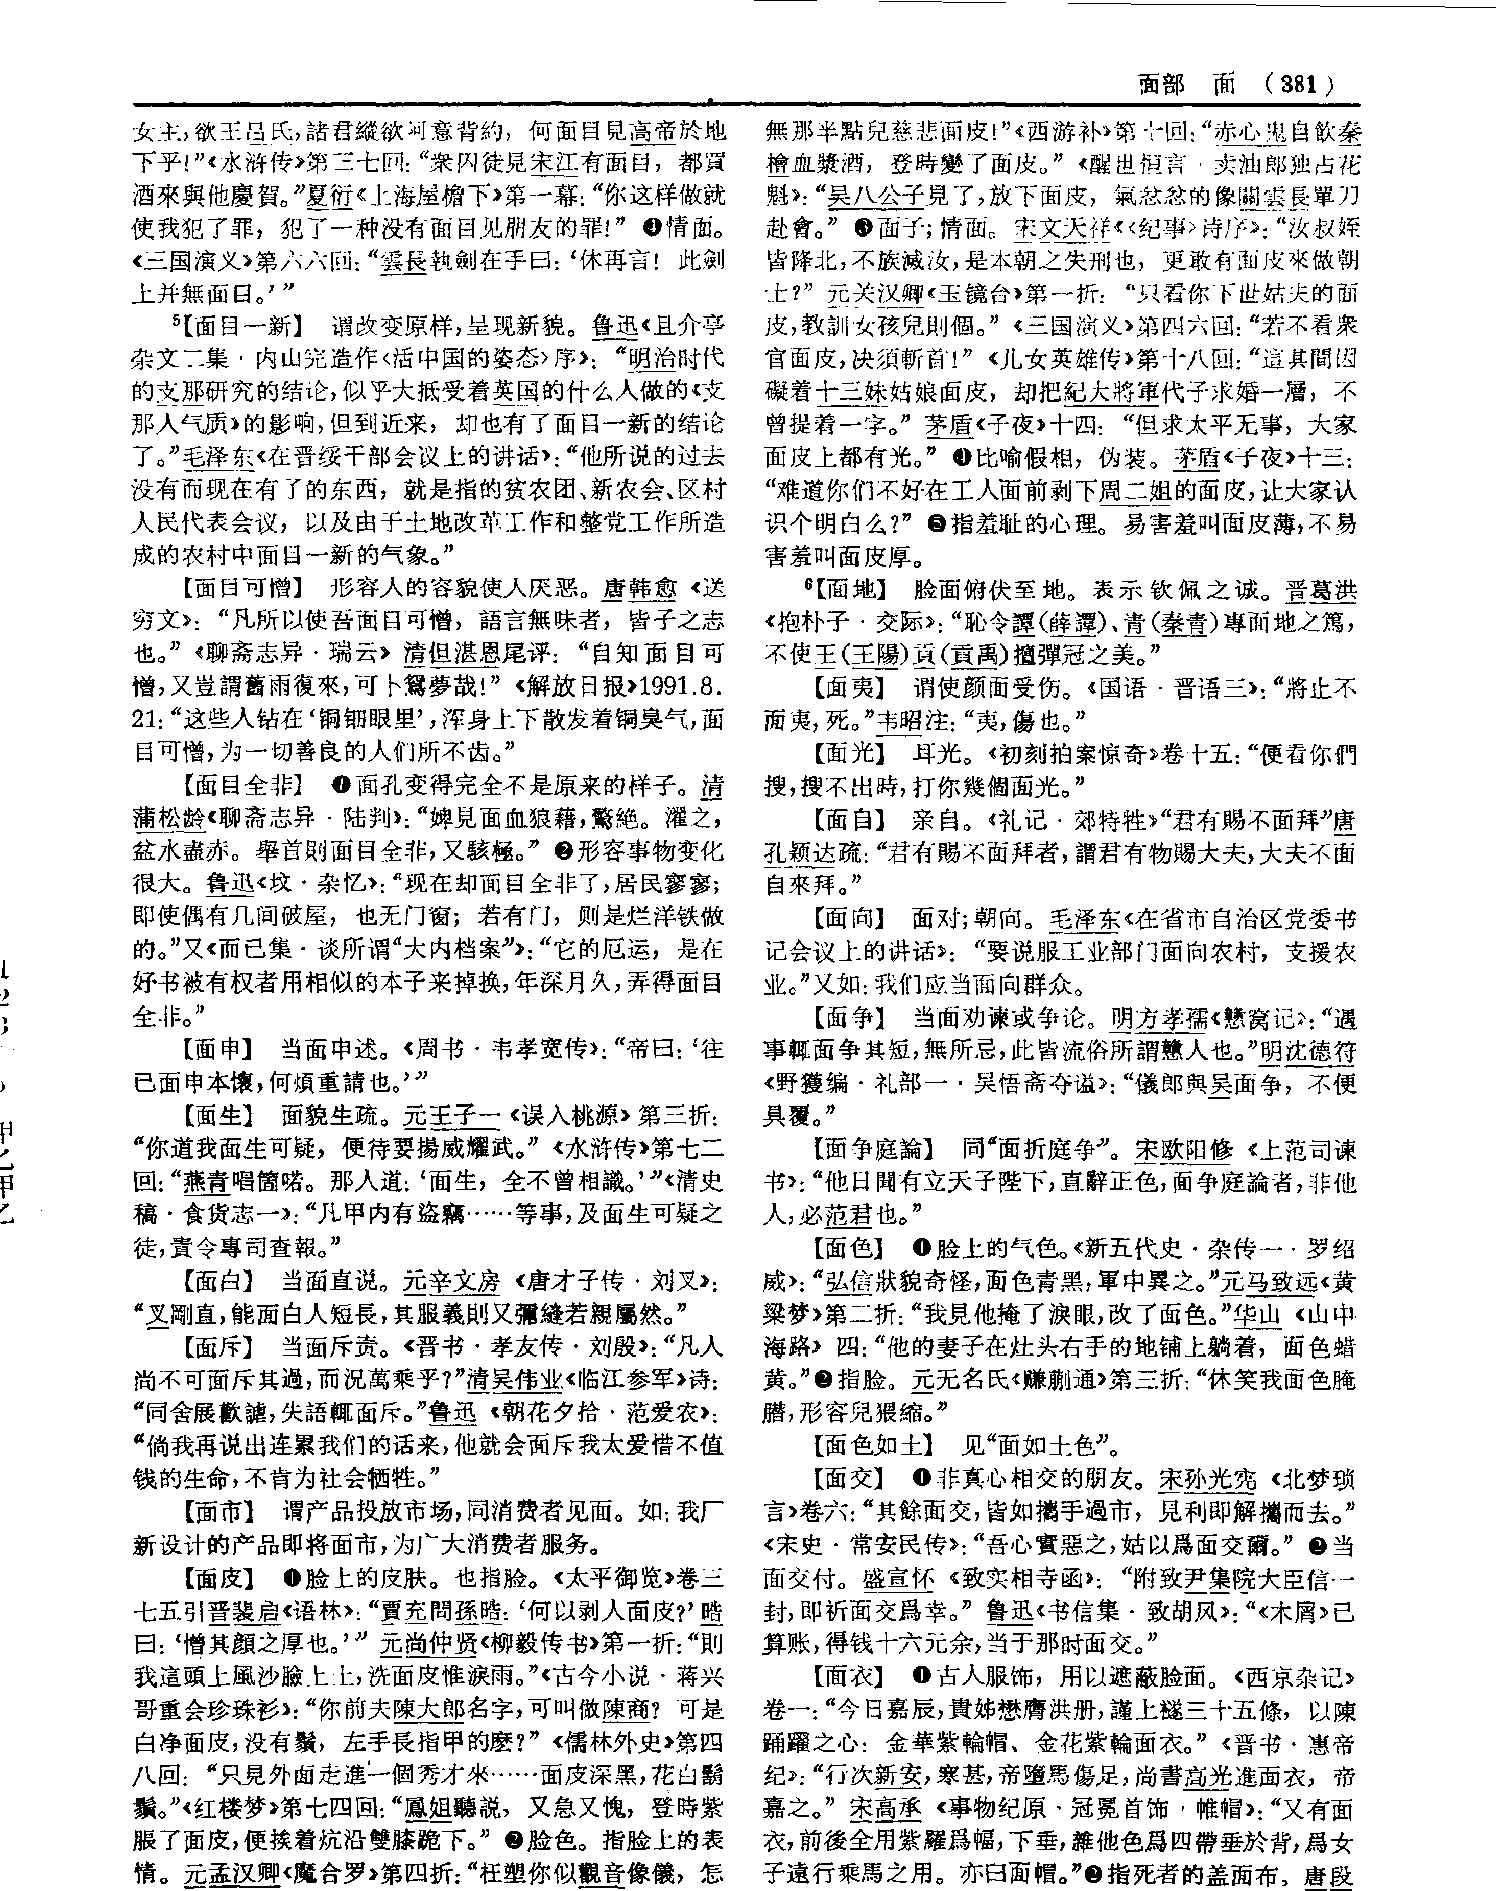 面部　面　（381）
女主，欲王吕氏，諸君縱欲阿意背約，何面目見高帝於地
下乎！”《水浒传》第三七回：“衆囚徒見宋江有面目，都買
酒來與他慶賀。”夏衍《上海屋檐下》第一幕：“你这样做就
使我犯了罪，犯了一种没有面目见朋友的罪！”❸情面。
《三国演义》第六六回：“雲長執劍在手曰：‘休再言！此劍
上并無面目。’”
⁵【面目一新】　谓改变原样，呈现新貌。鲁迅《且介亭
杂文二集·内山完造作〈活中国的姿态〉序》：“明治时代
的支那研究的结论，似乎大抵受着英国的什么人做的《支
那人气质》的影响，但到近来，却也有了面目一新的结论
了。”毛泽东《在晋绥干部会议上的讲话》：“他所说的过去
没有而现在有了的东西，就是指的贫农团、新农会、区村
人民代表会议，以及由于土地改革工作和整党工作所造
成的农村中面目一新的气象。”
【面目可憎】　形容人的容貌使人厌恶。唐韩愈《送
穷文》：“凡所以使吾面目可憎，語言無味者，皆子之志
也。”《聊斋志异·瑞云》清但湛恩尾评：“自知面目可
憎，又豈謂舊雨復來，可卜鴛夢哉！”《解放日报》1991.8.
21：“这些人钻在‘铜钿眼里’，浑身上下散发着铜臭气，面
目可憎，为一切善良的人们所不齿。”
【面目全非】　❶面孔变得完全不是原来的样子。清
蒲松龄《聊斋志异·陆判》：“婢見面血狼藉，驚絶。濯之，
盆水盡赤。舉首則面目全非，又駭極。”❷形容事物变化
很大。鲁迅《坟·杂忆》：“现在却面目全非了，居民寥寥；
即使偶有几间破屋，也无门窗；若有门，则是烂洋铁做
的。”又《而已集·谈所谓“大内档案”》：“它的厄运，是在
好书被有权者用相似的本子来掉换，年深月久，弄得面目
全非。”
【面申】　当面申述。《周书·韦孝宽传》：“帝曰：‘往
已面申本懷，何煩重請也。’”
【面生】　面貌生疏。元王子一《误入桃源》第三折：
“你道我面生可疑，便待要揚威耀武。”《水浒传》第七二
回：“燕青唱箇喏。那人道：‘面生，全不曾相識。’”《清史
稿·食货志一》：“凡甲内有盜竊……等事，及面生可疑之
徒，責令專司查報。”
【面白】　当面直说。元辛文房《唐才子传·刘叉》：
“叉剛直，能面白人短長，其服義則又彌縫若親屬然。”
【面斥】　当面斥责。《晋书·孝友传·刘殷》：“凡人
尚不可面斥其過，而況萬乘乎？”清吴伟业《临江参军》诗：
“同舍展歡謔，失語輒面斥。”鲁迅《朝花夕拾·范爱农》：
“倘我再说出连累我们的话来，他就会面斥我太爱惜不值
钱的生命，不肯为社会牺牲。”
【面市】　谓产品投放市场，同消费者见面。如：我厂
新设计的产品即将面市，为广大消费者服务。
【面皮】　❶脸上的皮肤。也指脸。《太平御览》卷三
七五引晋裴启《语林》：“賈充問孫晧：‘何以剥人面皮？’晧
曰：‘憎其顔之厚也。’”元尚仲贤《柳毅传书》第一折：“則
我這頭上風沙臉上土，洗面皮惟淚雨。”《古今小说·蒋兴
哥重会珍珠衫》：“你前夫陳大郎名字，可叫做陳商？可是
白净面皮，没有鬚，左手長指甲的麽？”《儒林外史》第四
八回：“只見外面走進一個秀才來……面皮深黑，花白鬍
鬚。”《红楼梦》第七四回：“鳳姐聽説，又急又愧，登時紫
脹了面皮，便挨着炕沿雙膝跪下。”❷脸色。指脸上的表
情。元孟汉卿《魔合罗》第四折：“枉塑你似觀音像儀，怎
無那半點兒慈悲面皮！”《西游补》第十回：“赤心鬼自飲秦
檜血漿酒，登時變了面皮。”《醒世恒言·卖油郎独占花
魁》：“吴八公子見了，放下面皮，氣忿忿的像關雲長單刀
赴會。”❸面子；情面。宋文天祥《〈纪事〉诗序》：“汝叔姪
皆降北，不族滅汝，是本朝之失刑也，更敢有面皮來做朝
士？”元关汉卿《玉镜台》第一折：“只看你下世姑夫的面
皮，教訓女孩兒則個。”《三国演义》第四六回：“若不看衆
官面皮，决須斬首！”《儿女英雄传》第十八回：“這其間因
礙着十三妹姑娘面皮，却把紀大將軍代子求婚一層，不
曾提着一字。”茅盾《子夜》十四：“但求太平无事，大家
面皮上都有光。”❹比喻假相，伪装。茅盾《子夜》十三：
“难道你们不好在工人面前剥下周二姐的面皮，让大家认
识个明白么？”❺指羞耻的心理。易害羞叫面皮薄，不易
害羞叫面皮厚。
⁶【面地】　脸面俯伏至地。表示钦佩之诚。晋葛洪
《抱朴子·交际》：“恥令譚（薛譚）、青（秦青）專面地之篤，
不使王（王陽）貢（貢禹）擅彈冠之美。”
【面夷】　谓使颜面受伤。《国语·晋语三》：“將止不
面夷，死。”韦昭注：“夷，傷也。”
【面光】　耳光。《初刻拍案惊奇》卷十五：“便看你們
搜，搜不出時，打你幾個面光。”
【面自】　亲自。《礼记·郊特牲》“君有賜不面拜”唐
孔颖达疏：“君有賜不面拜者，謂君有物賜大夫，大夫不面
自來拜。”
【面向】　面对；朝向。毛泽东《在省市自治区党委书
记会议上的讲话》：“要说服工业部门面向农村，支援农
业。”又如：我们应当面向群众。
【面争】　当面劝谏或争论。明方孝孺《戆窝记》：“遇
事輒面争其短，無所忌，此皆流俗所謂戇人也。”明沈德符
《野獲编·礼部一·吴悟斋夺谥》：“儀郎與吴面争，不便
具覆。”
【面争庭論】　同“面折庭争”。宋欧阳修《上范司谏
书》：“他日聞有立天子陛下，直辭正色，面争庭論者，非他
人，必范君也。”
【面色】　❶脸上的气色。《新五代史·杂传一·罗绍
威》：“弘信狀貌奇怪，面色青黑，軍中異之。”元马致远《黄
粱梦》第二折：“我見他掩了淚眼，改了面色。”华山《山中
海路》四：“他的妻子在灶头右手的地铺上躺着，面色蜡
黄。”❷指脸。元无名氏《赚蒯通》第三折：“休笑我面色腌
臢，形容兒猥縮。”
【面色如土】　见“面如土色”。
【面交】　❶非真心相交的朋友。宋孙光宪《北梦琐
言》卷六：“其餘面交，皆如攜手過市，見利即解攜而去。”
《宋史·常安民传》：“吾心實惡之，姑以爲面交爾。”❷当
面交付。盛宣怀《致实相寺函》：“附致尹集院大臣信一
封，即祈面交爲幸。”鲁迅《书信集·致胡风》：“《木屑》已
算账，得钱十六元余，当于那时面交。”
【面衣】　❶古人服饰，用以遮蔽脸面。《西京杂记》
卷一：“今日嘉辰，貴姊懋膺洪册，謹上襚三十五條，以陳
踊躍之心：金華紫輪帽、金花紫輪面衣。”《晋书·惠帝
纪》：“行次新安，寒甚，帝墮馬傷足，尚書高光進面衣，帝
嘉之。”宋高承《事物纪原·冠冕首饰·帷帽》：“又有面
衣，前後全用紫羅爲幅，下垂，雜他色爲四帶垂於背，爲女
子遠行乘馬之用。亦曰面帽。”❷指死者的盖面布。唐段